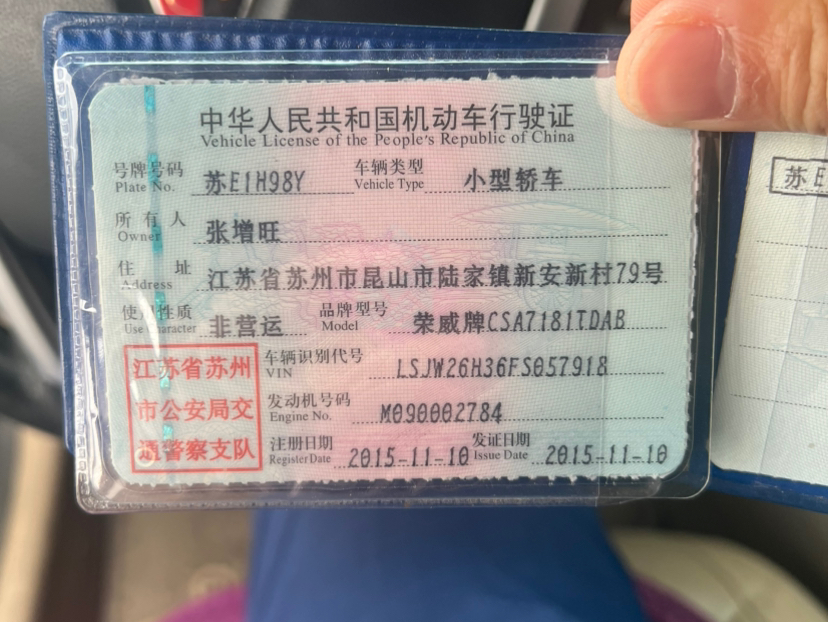 中华人民共和国机动车行驶证
Vehicle License of the People's Republic of China
号牌号码 苏E1H98Y 车辆类型 小型轿车
Plate No. Vehicle Type
所有人 张增旺
Owner
住址 江苏省苏州市昆山市陆家镇新安新村79号
Address
使用性质 非营运 品牌型号 荣威牌CSA7181TDAB
Use Character Model
江苏省苏州
市公安局交
通警察支队
车辆识别代号 LSJW26H36FS057918
VIN
发动机号码 M090002784
Engine No.
注册日期 2015-11-10 发证日期 2015-11-10
Register Date Issue Date
苏E